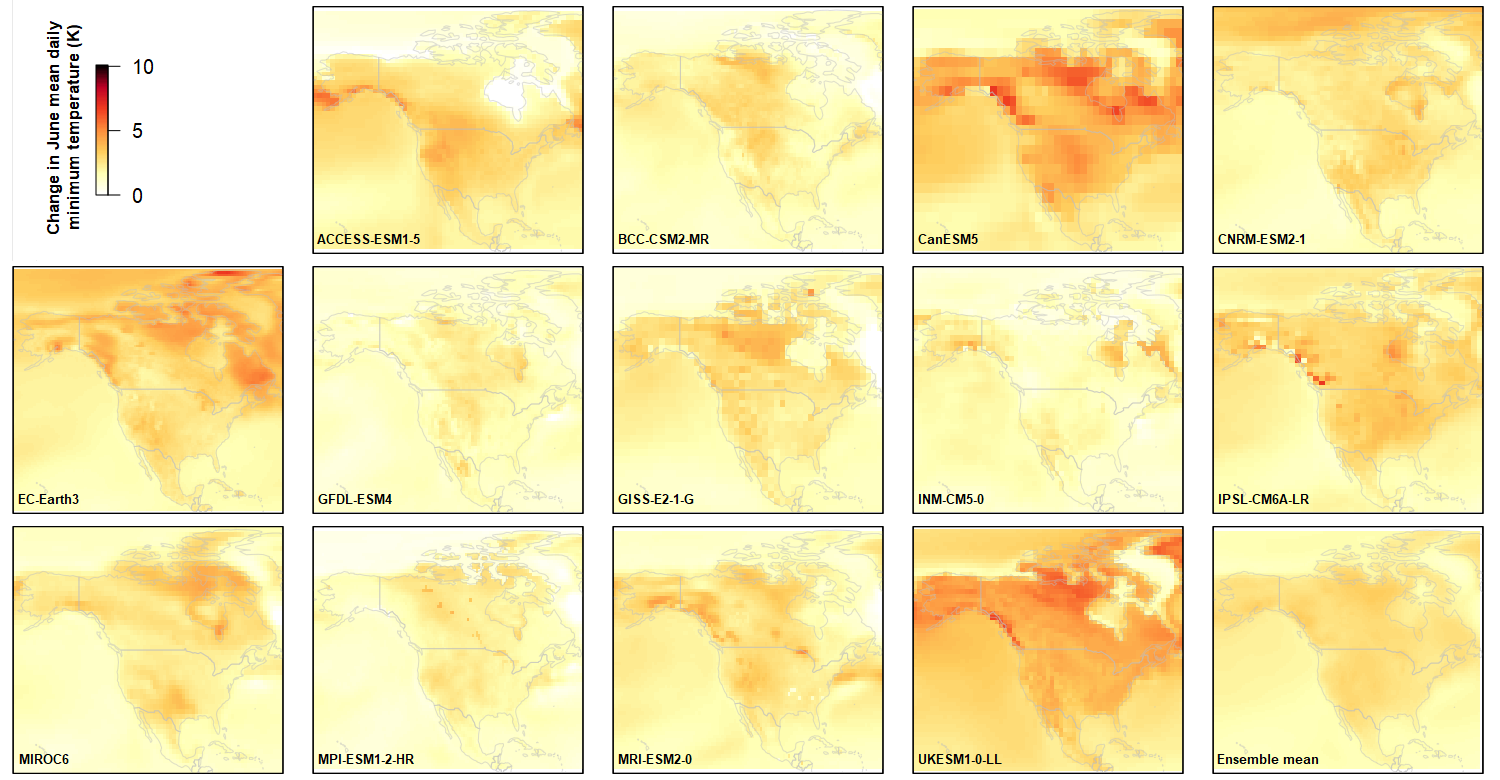 Change in June mean daily
minimum temperature (K)
10
5
0
ACCESS-ESM1-5
BCC-CSM2-MR
CanESM5
CNRM-ESM2-1
EC-Earth3
GFDL-ESM4
GISS-E2-1-G
INM-CM5-0
IPSL-CM6A-LR
MIROC6
MPI-ESM1-2-HR
MRI-ESM2-0
UKESM1-0-LL
Ensemble mean